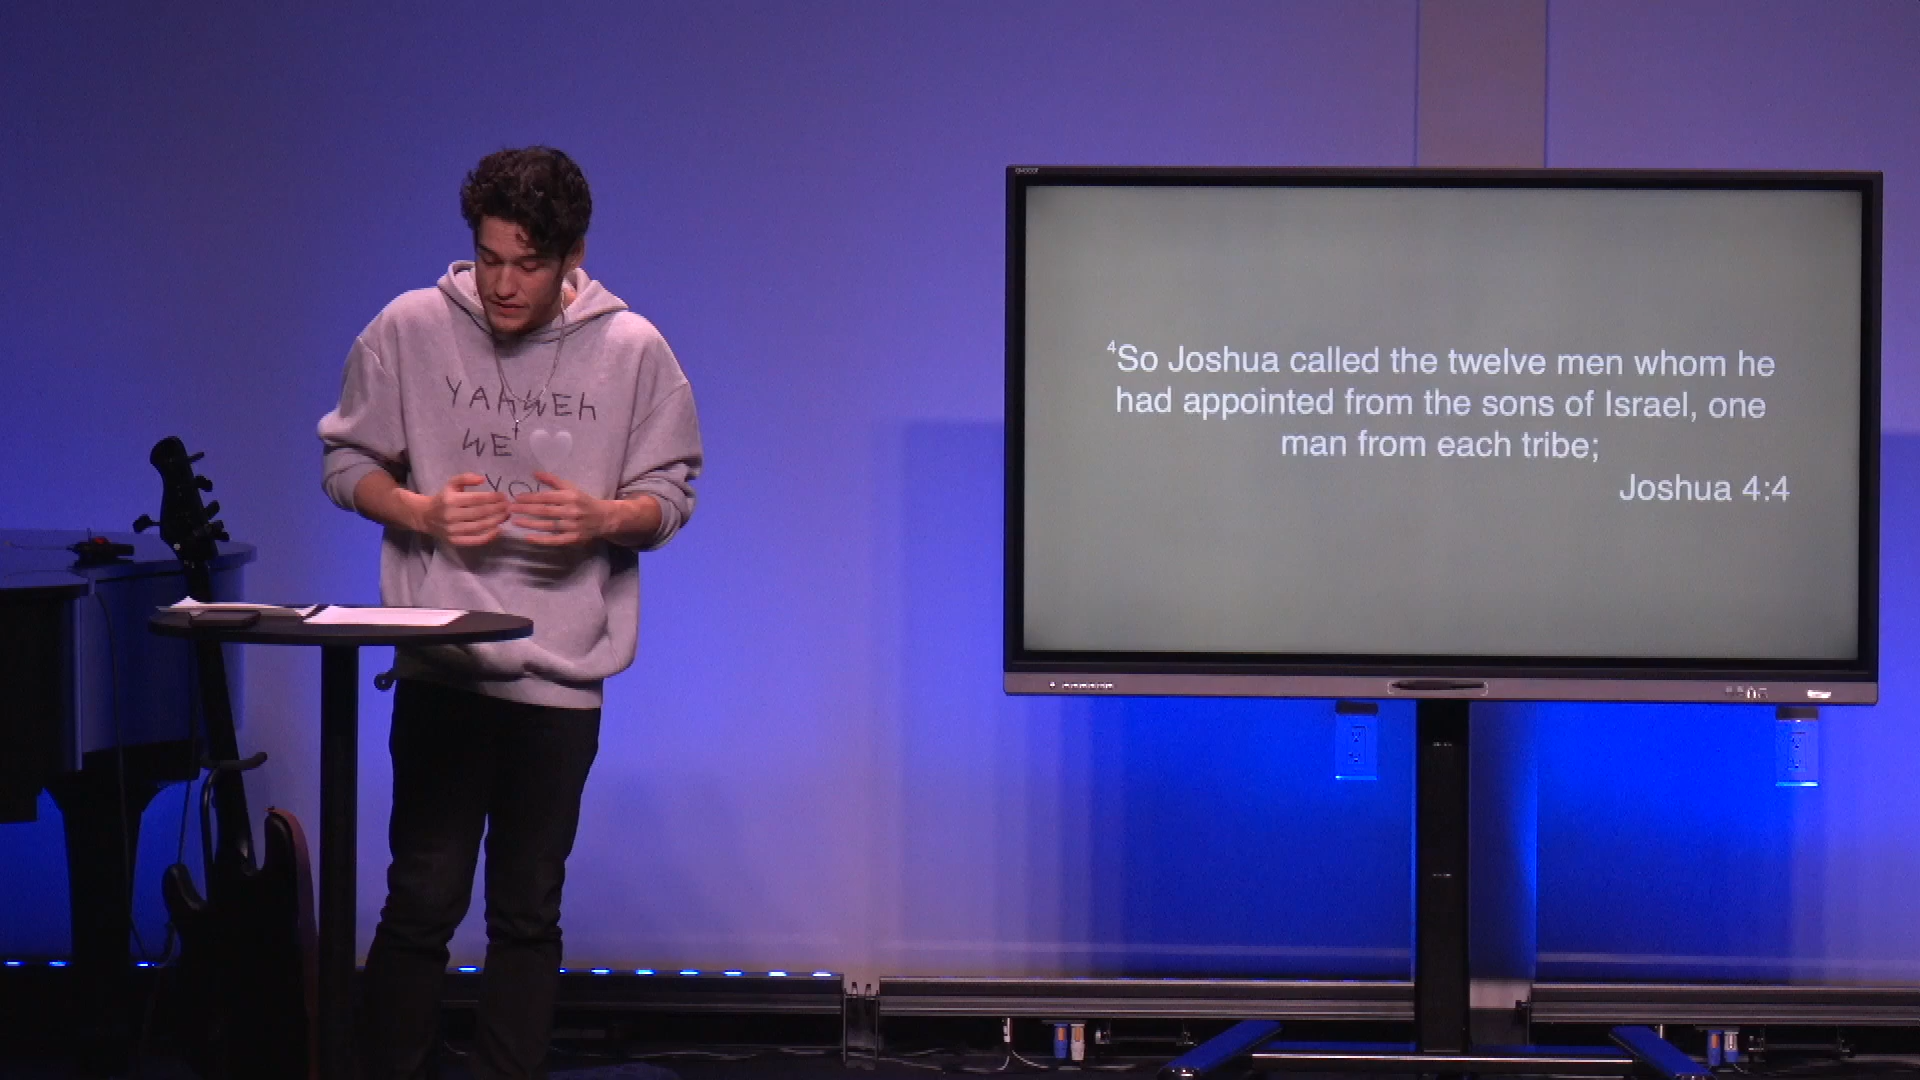 YAHWEH
WE
YOU
⁴So Joshua called the twelve men whom he
had appointed from the sons of Israel, one
man from each tribe;
Joshua 4:4